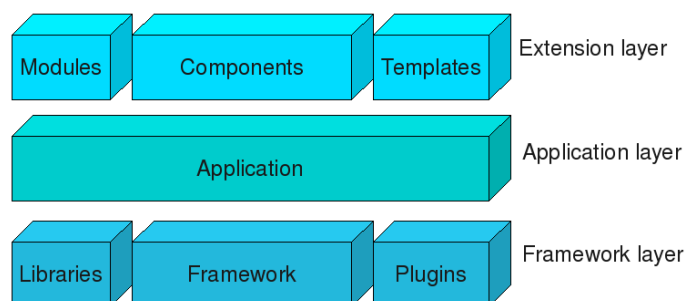 Modules
Components
Templates
Extension layer
Application
Application layer
Libraries
Framework
Plugins
Framework layer